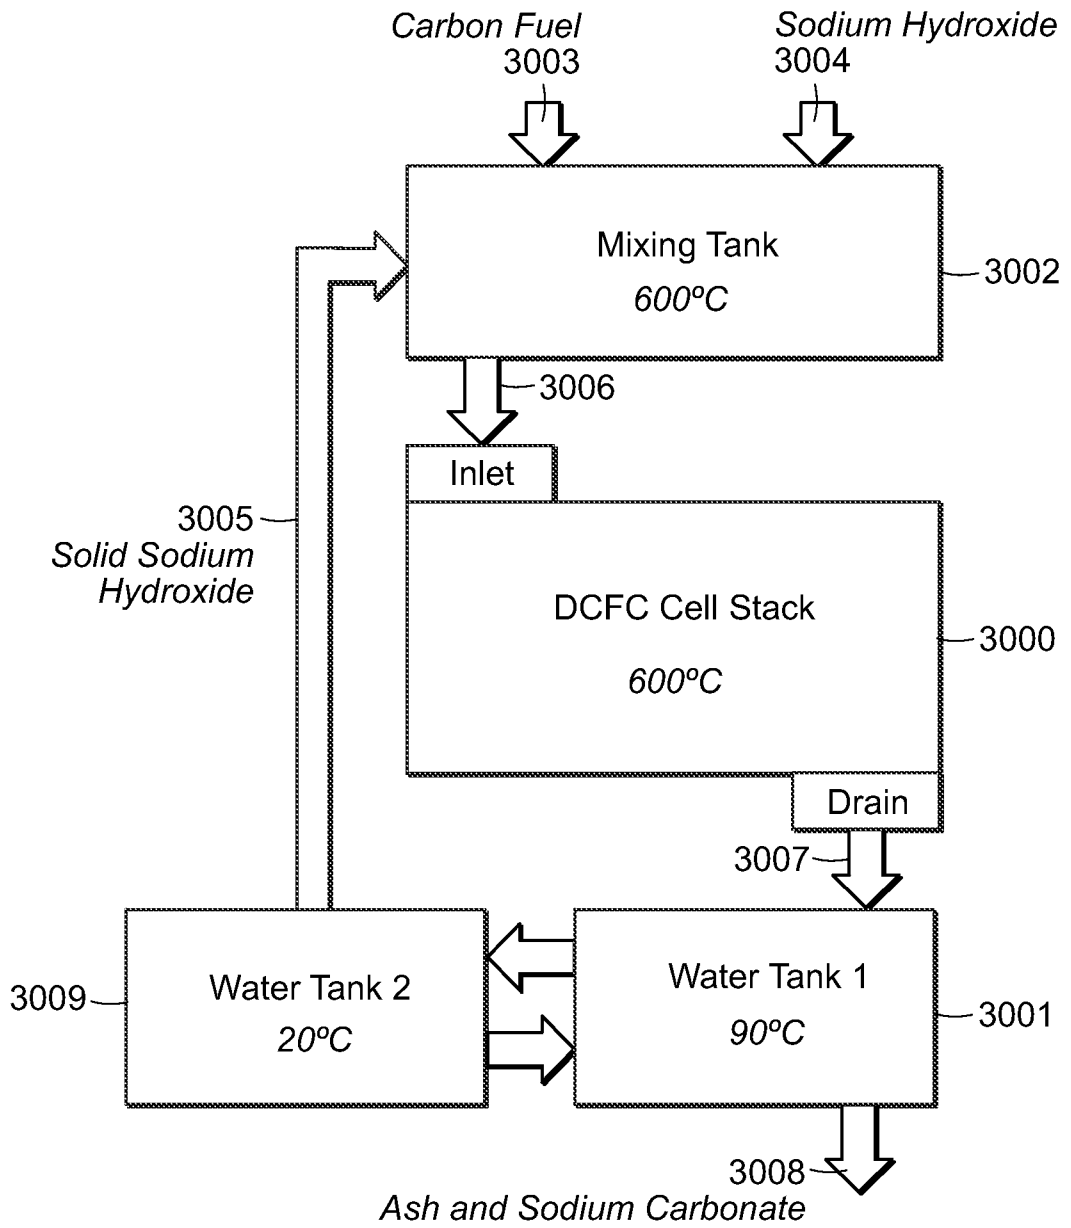 Carbon Fuel
3003
Sodium Hydroxide
3004
Mixing Tank
600ºC
3002
3006
Inlet
3005
Solid Sodium
Hydroxide
DCFC Cell Stack
600ºC
3000
Drain
3007
Water Tank 2
20ºC
3009
Water Tank 1
90ºC
3001
3008
Ash and Sodium Carbonate